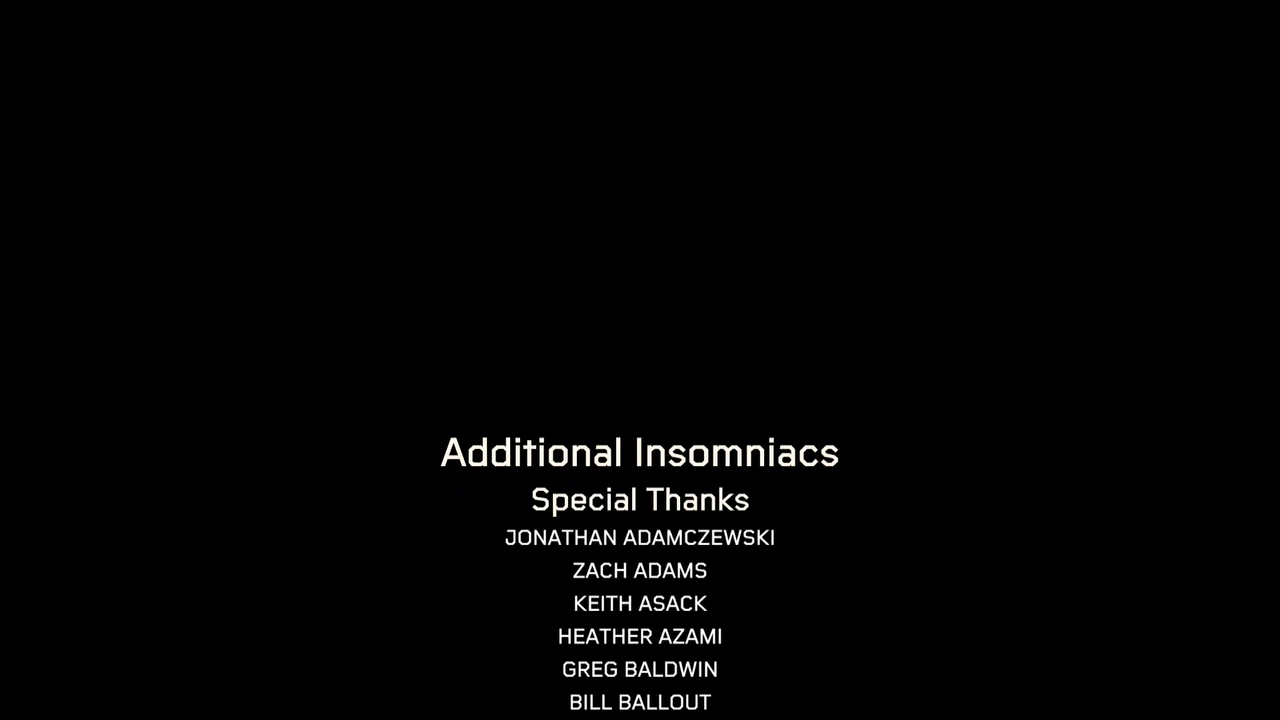 Additional Insomniacs
Special Thanks
JONATHAN ADAMCZEWSKI
ZACH ADAMS
KEITH ASACK
HEATHER AZAMI
GREG BALDWIN
BILL BALLOUT